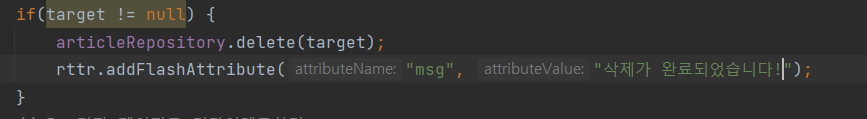 if(target != null) {
articleRepository.delete(target);
rttr.addFlashAttribute( attributeName: "msg", attributeValue: "삭제가 완료되었습니다!");
}